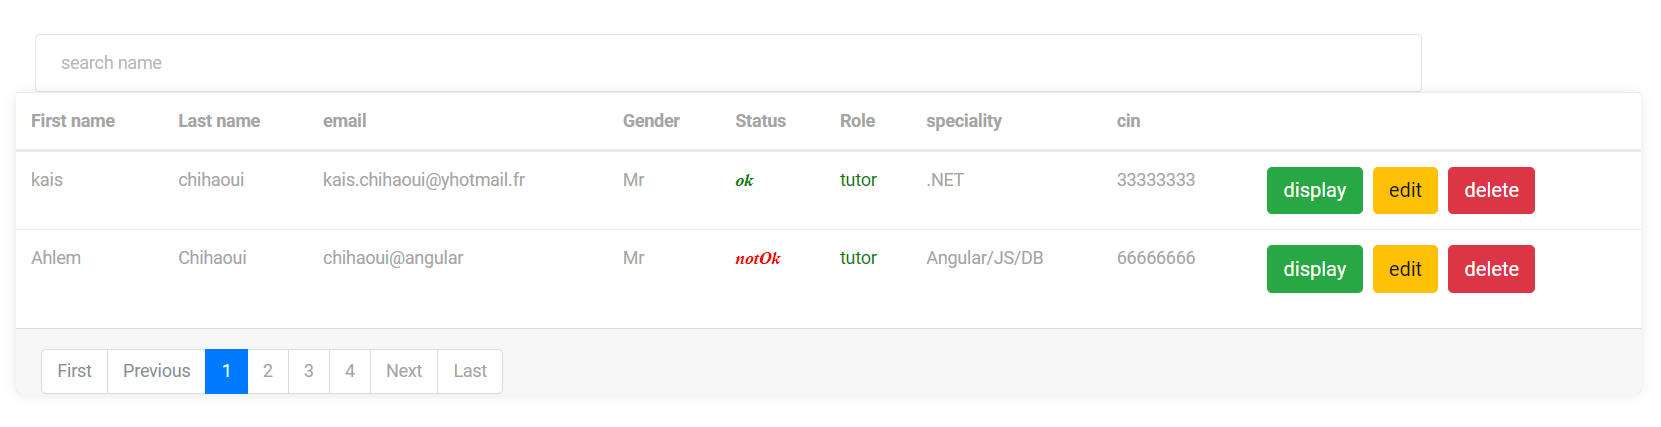 search name
First name Last name email Gender Status Role speciality cin
kais chihaoui kais.chihaoui@yhotmail.fr Mr ok tutor .NET 33333333 display edit delete
Ahlem Chihaoui chihaoui@angular Mr notOk tutor Angular/JS/DB 66666666 display edit delete
First Previous 1 2 3 4 Next Last